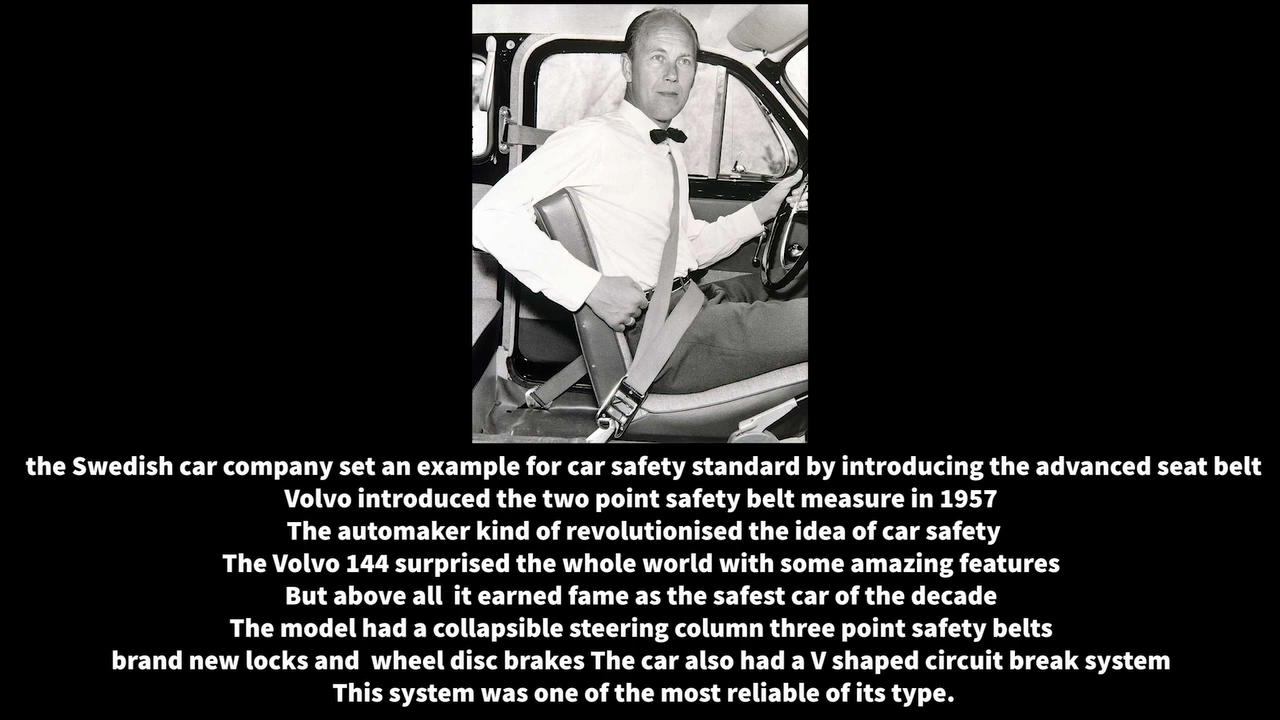 the Swedish car company set an example for car safety standard by introducing the advanced seat belt
Volvo introduced the two point safety belt measure in 1957
The automaker kind of revolutionised the idea of car safety
The Volvo 144 surprised the whole world with some amazing features
But above all  it earned fame as the safest car of the decade
The model had a collapsible steering column three point safety belts
brand new locks and  wheel disc brakes The car also had a V shaped circuit break system
This system was one of the most reliable of its type.